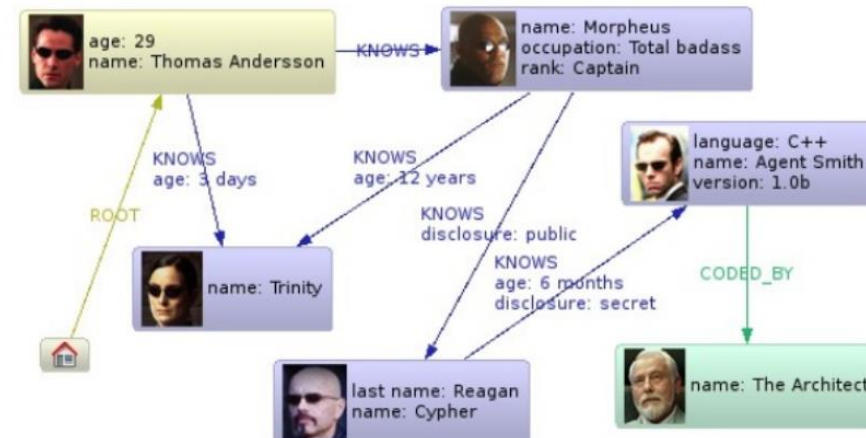 age: 29
name: Thomas Andersson
KNOWS
name: Morpheus
occupation: Total badass
rank: Captain
language: C++
name: Agent Smith
version: 1.0b
KNOWS
age: 3 days
KNOWS
age: 12 years
ROOT
KNOWS
disclosure: public
KNOWS
age: 6 months
disclosure: secret
CODED_BY
name: Trinity
last name: Reagan
name: Cypher
name: The Architect